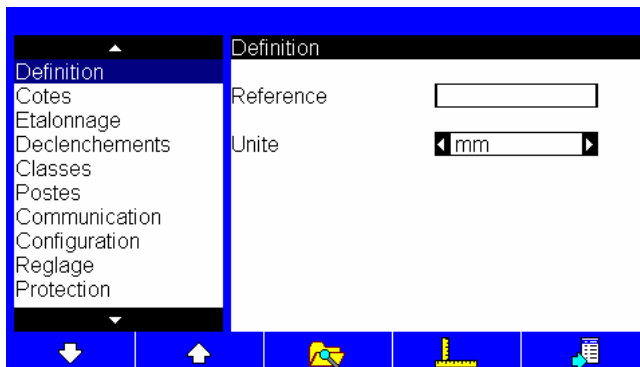 Definition
Cotes
Etalonnage
Declenchements
Classes
Postes
Communication
Configuration
Reglage
Protection
Definition
Reference
Unite mm